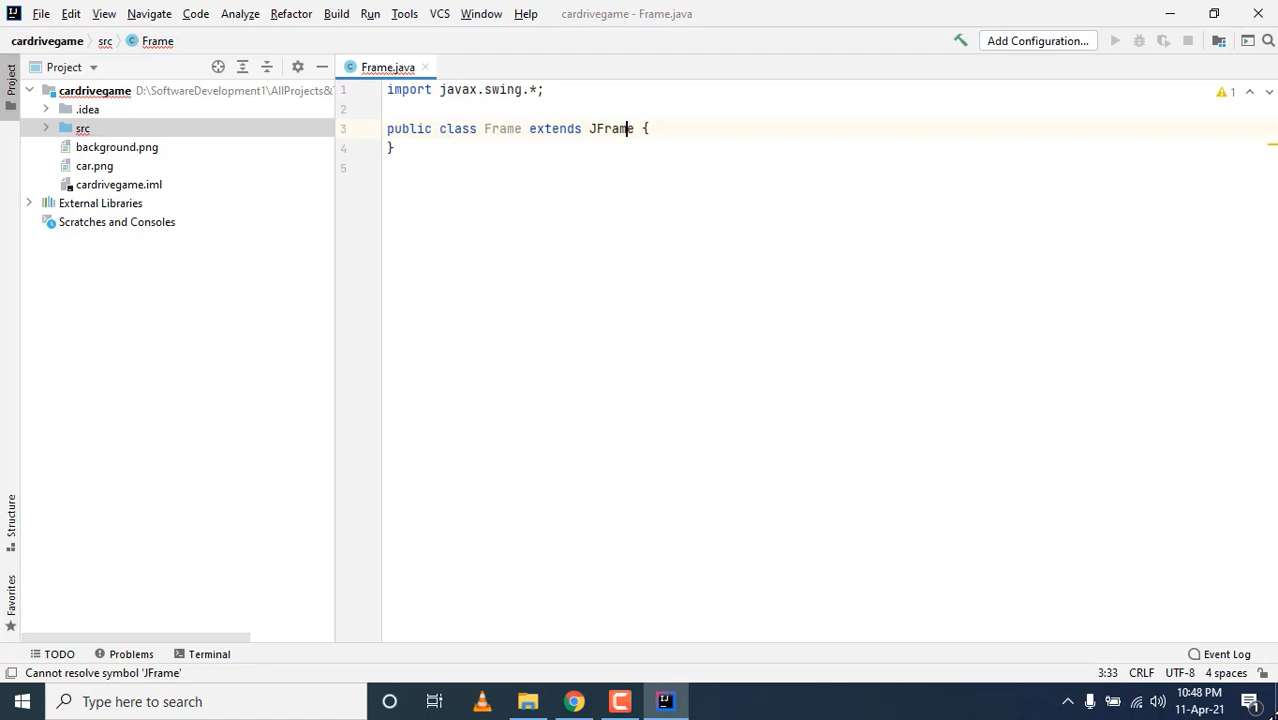 File Edit View Navigate Code Analyze Refactor Build Run Tools VCS Window Help cardrivegame - Frame.java
cardrivegame src Frame Add Configuration...
Project Frame.java
1 import javax.swing.*;
2
3 public class Frame extends JFrame {
4 }
5
1
cardrivegame D:\SoftwareDevelopment1\AllProjects&
.idea
src
background.png
car.png
cardrivegame.iml
External Libraries
Scratches and Consoles
Project
Structure
Favorites
TODO Problems Terminal Event Log
Cannot resolve symbol 'JFrame' 3:33 CRLF UTF-8 4 spaces
Type here to search 10:48 PM
11-Apr-21
1